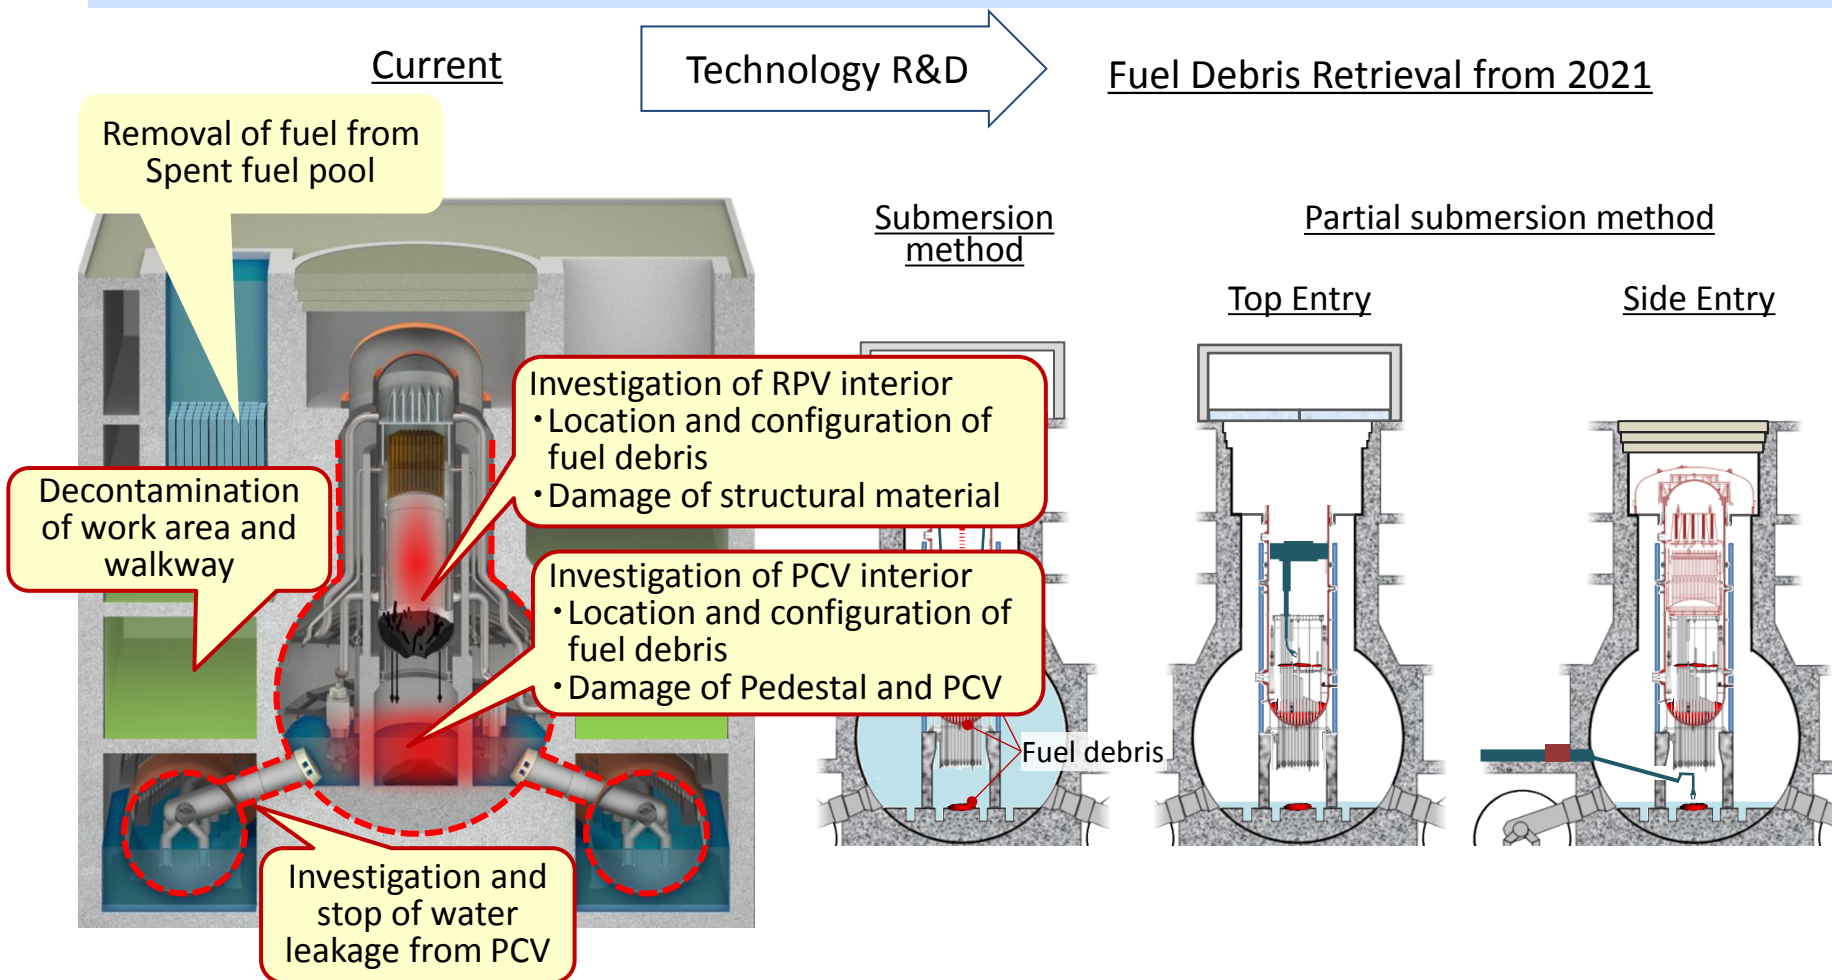 Current
Technology R&D
Fuel Debris Retrieval from 2021
Removal of fuel from
Spent fuel pool
Submersion
method
Partial submersion method
Top Entry
Side Entry
Investigation of RPV interior
・Location and configuration of
fuel debris
・Damage of structural material
Decontamination
of work area and
walkway
Investigation of PCV interior
・Location and configuration of
fuel debris
・Damage of Pedestal and PCV
Fuel debris
Investigation and
stop of water
leakage from PCV